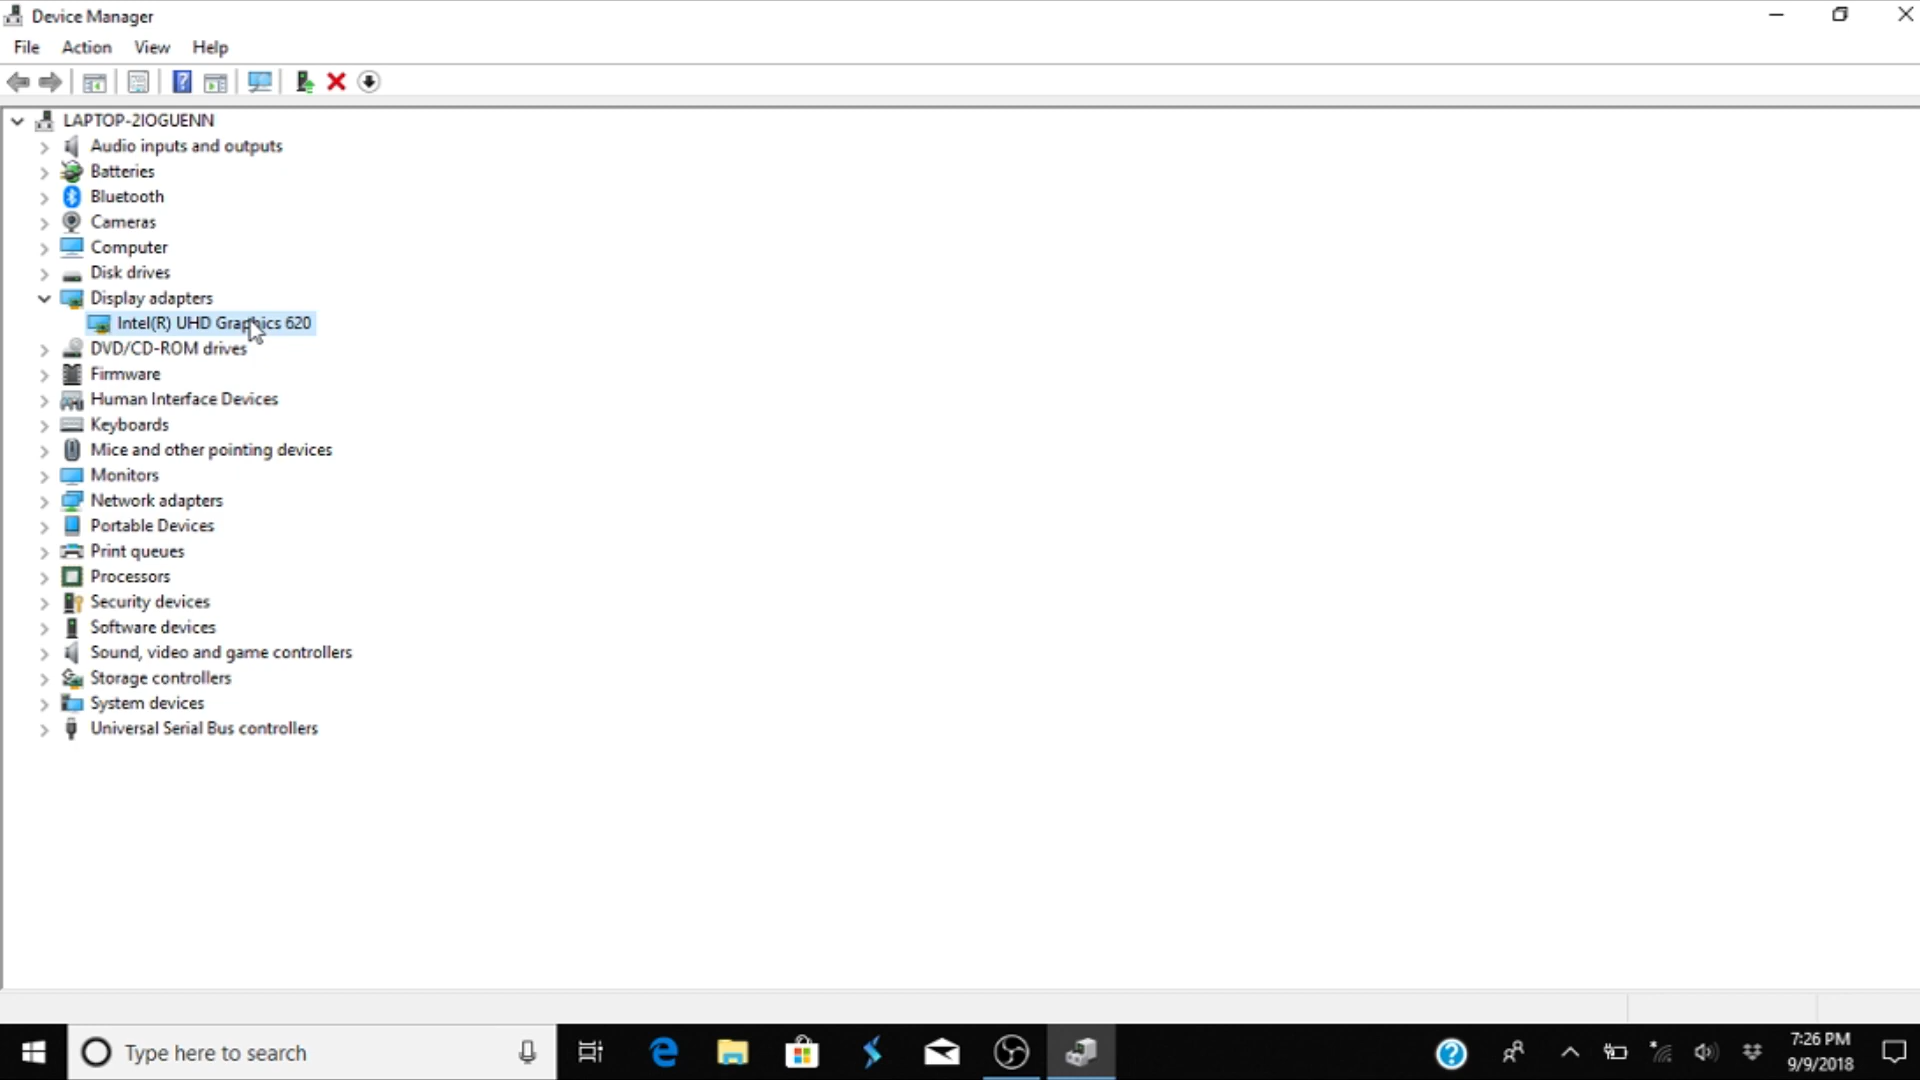 Device Manager
File Action View Help
LAPTOP-2IOGUENN
Audio inputs and outputs
Batteries
Bluetooth
Cameras
Computer
Disk drives
Display adapters
Intel(R) UHD Graphics 620
DVD/CD-ROM drives
Firmware
Human Interface Devices
Keyboards
Mice and other pointing devices
Monitors
Network adapters
Portable Devices
Print queues
Processors
Security devices
Software devices
Sound, video and game controllers
Storage controllers
System devices
Universal Serial Bus controllers
Type here to search
7:26 PM
9/9/2018